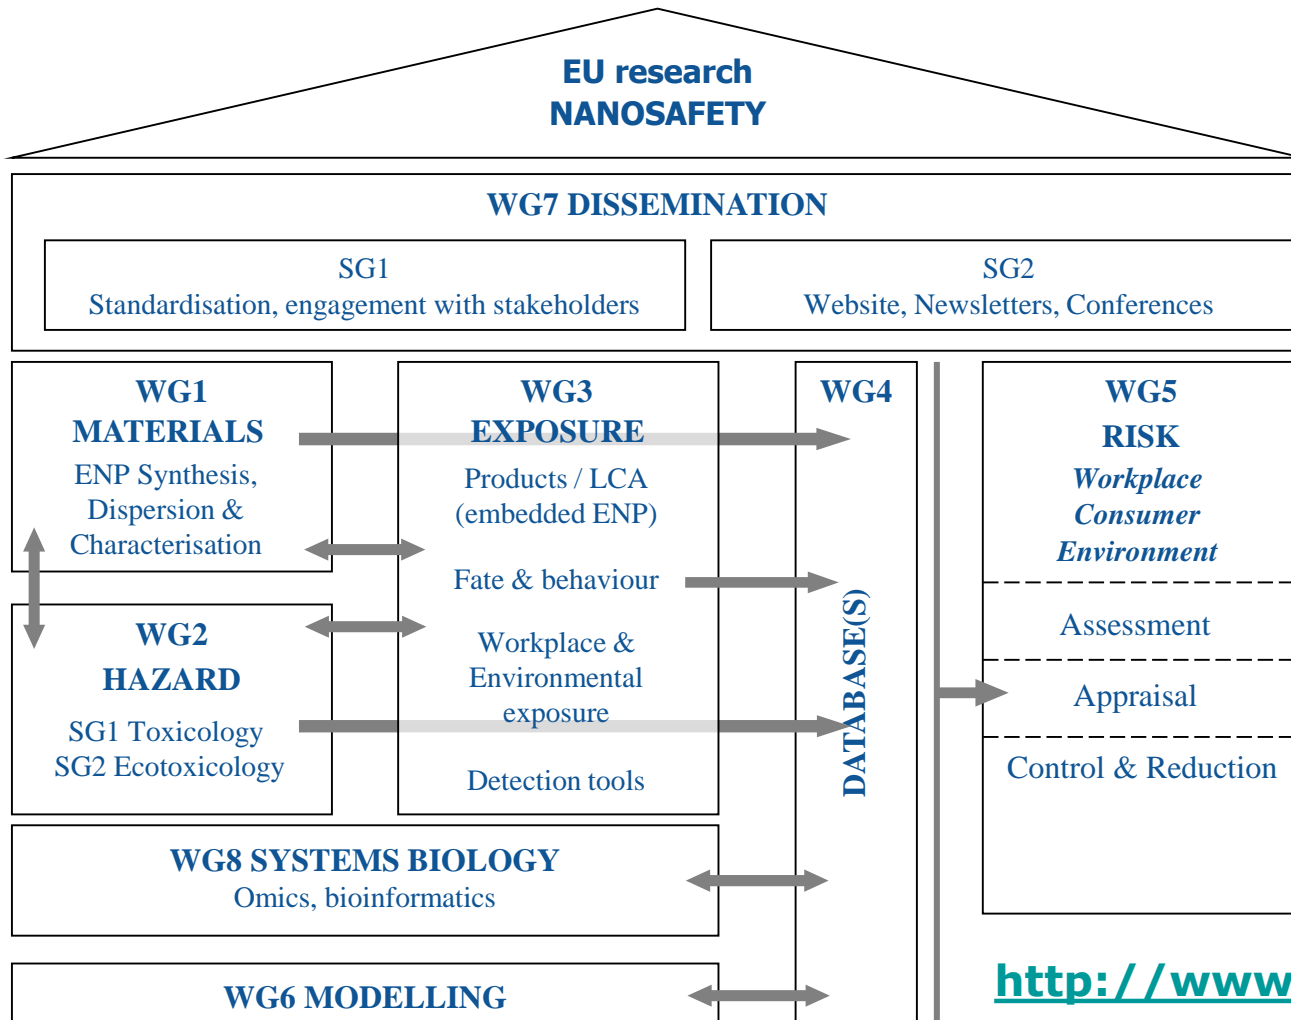 EU research
NANOSAFETY
WG7 DISSEMINATION
SG1
Standardisation, engagement with stakeholders
SG2
Website, Newsletters, Conferences
WG1
MATERIALS
ENP Synthesis,
Dispersion &
Characterisation
WG2
HAZARD
SG1 Toxicology
SG2 Ecotoxicology
WG3
EXPOSURE
Products / LCA
(embedded ENP)
Fate & behaviour
Workplace &
Environmental
exposure
Detection tools
WG4
DATABASE(S)
WG5
RISK
Workplace
Consumer
Environment
Assessment
Appraisal
Control & Reduction
WG8 SYSTEMS BIOLOGY
Omics, bioinformatics
WG6 MODELLING
http://www